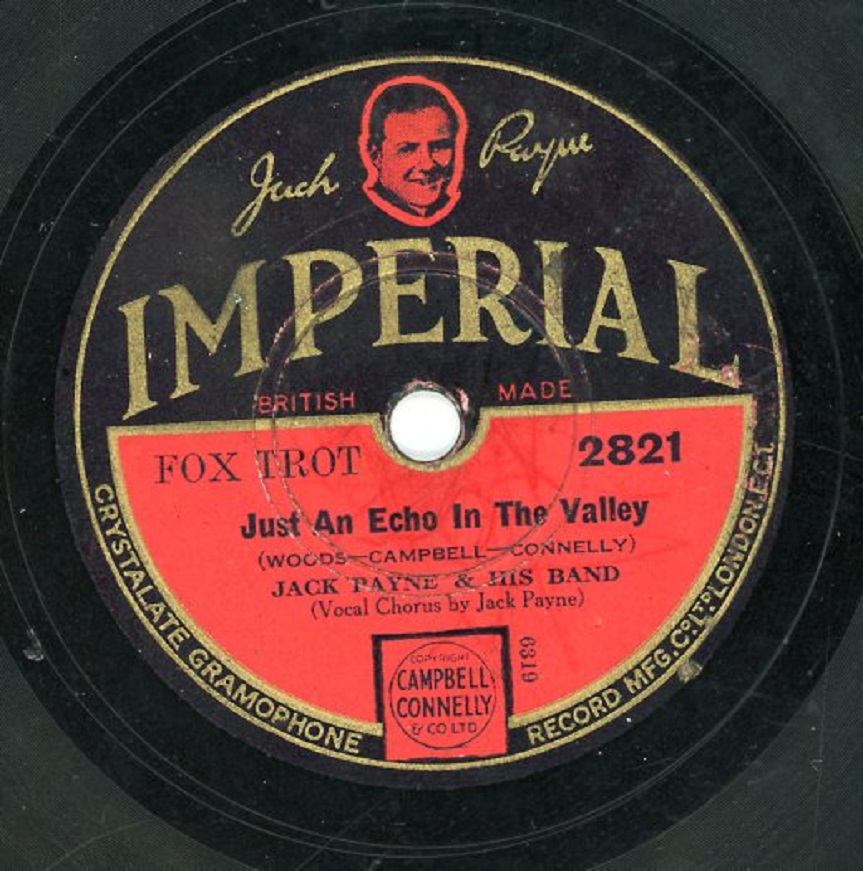 Jack Payne
IMPERIAL
BRITISH MADE
FOX TROT 2821
Just An Echo In The Valley
(WOODS—CAMPBELL—CONNELLY)
JACK PAYNE & HIS BAND
(Vocal Chorus by Jack Payne)
6319
COPYRIGHT
CAMPBELL
CONNELLY
& CO LTD
CRYSTALATE GRAMOPHONE RECORD MFG. CO. LTD. LONDON. E.C.1